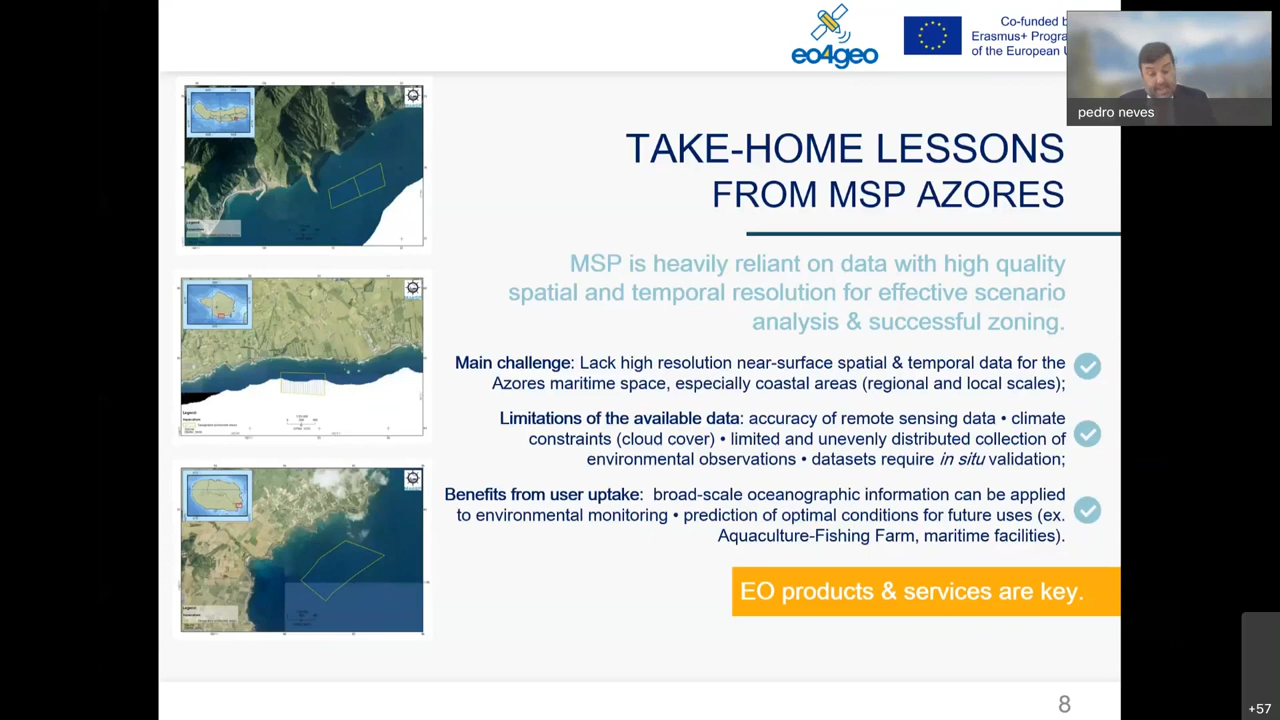 eo4geo
Co-funded b
Erasmus+ Progra
of the European U
pedro neves
TAKE-HOME LESSONS
FROM MSP AZORES
MSP is heavily reliant on data with high quality
spatial and temporal resolution for effective scenario
analysis & successful zoning.
Main challenge: Lack high resolution near-surface spatial & temporal data for the
Azores maritime space, especially coastal areas (regional and local scales);
Limitations of the available data: accuracy of remote sensing data • climate
constraints (cloud cover) • limited and unevenly distributed collection of
environmental observations • datasets require in situ validation;
Benefits from user uptake: broad-scale oceanographic information can be applied
to environmental monitoring • prediction of optimal conditions for future uses (ex.
Aquaculture-Fishing Farm, maritime facilities).
EO products & services are key.
8
+57
Legend
Legend
Legend